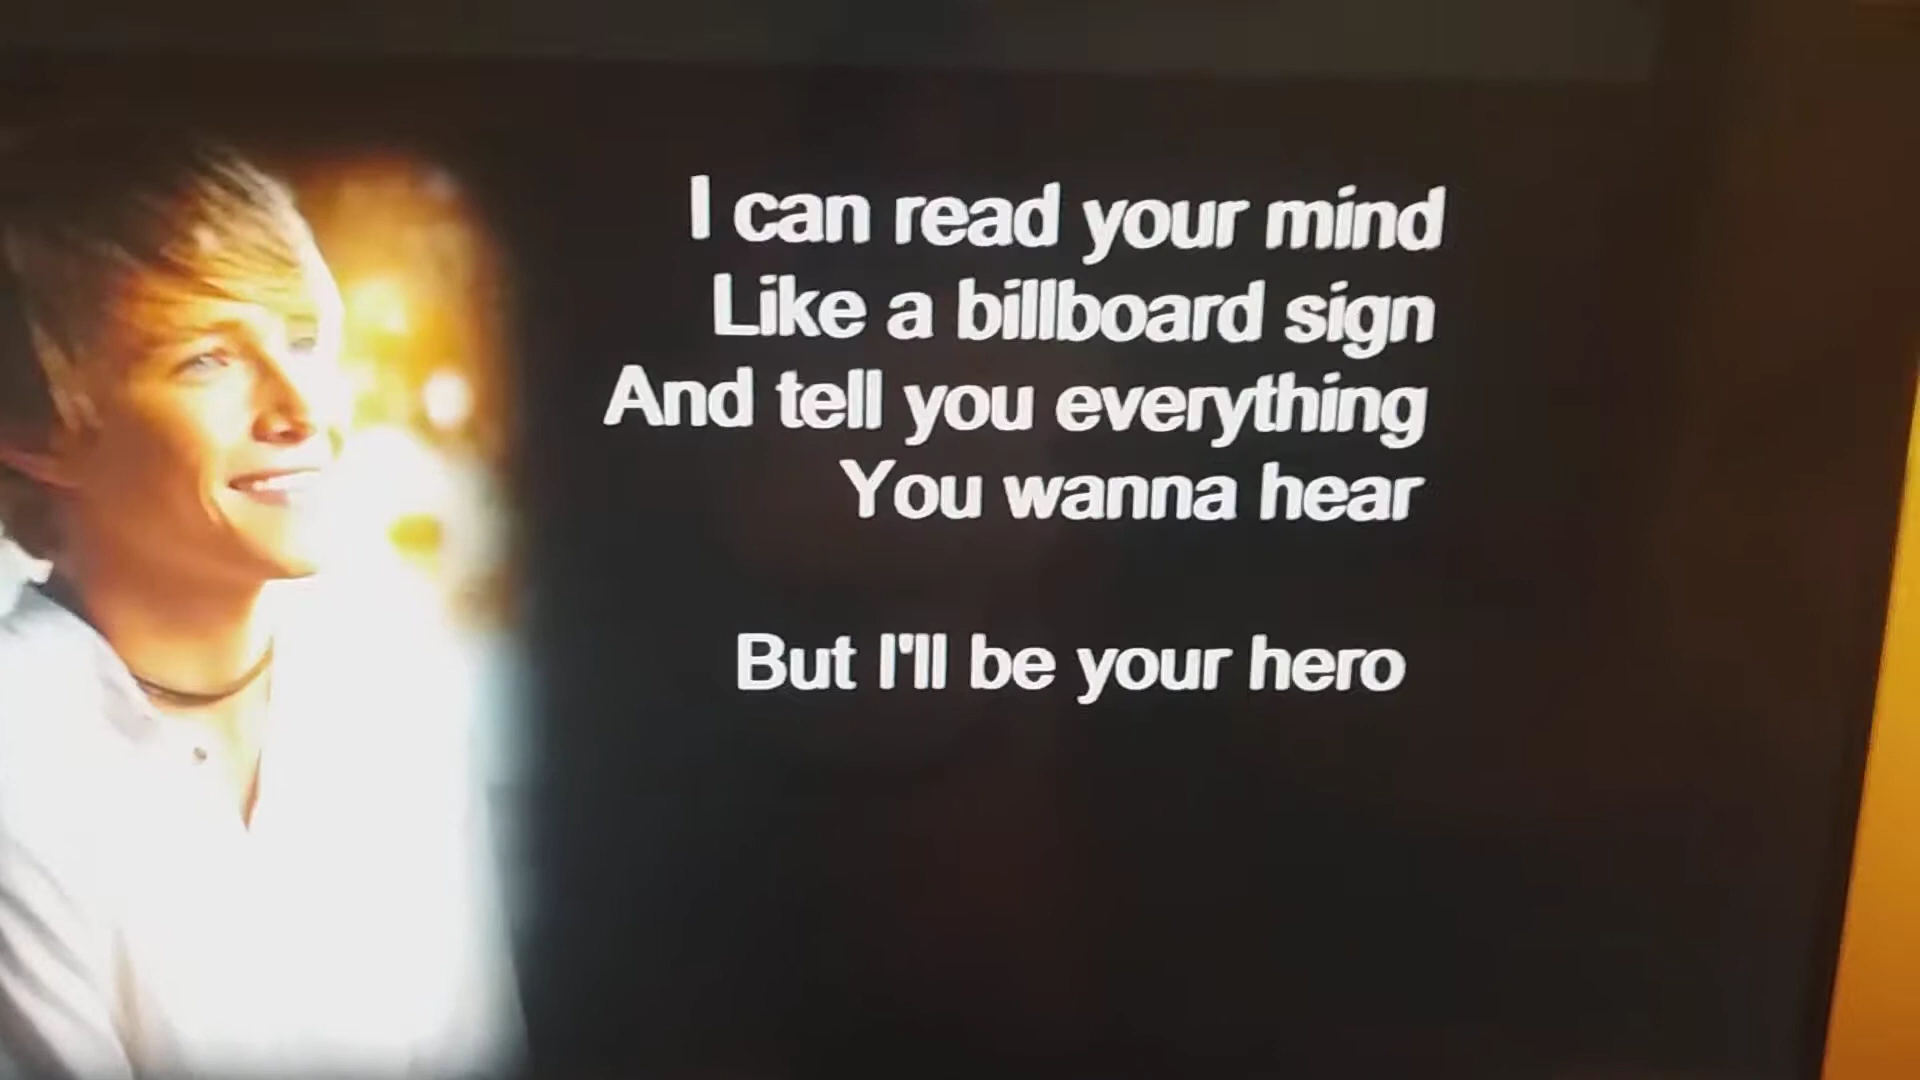 I can read your mind
Like a billboard sign
And tell you everything
You wanna hear
But I'll be your hero